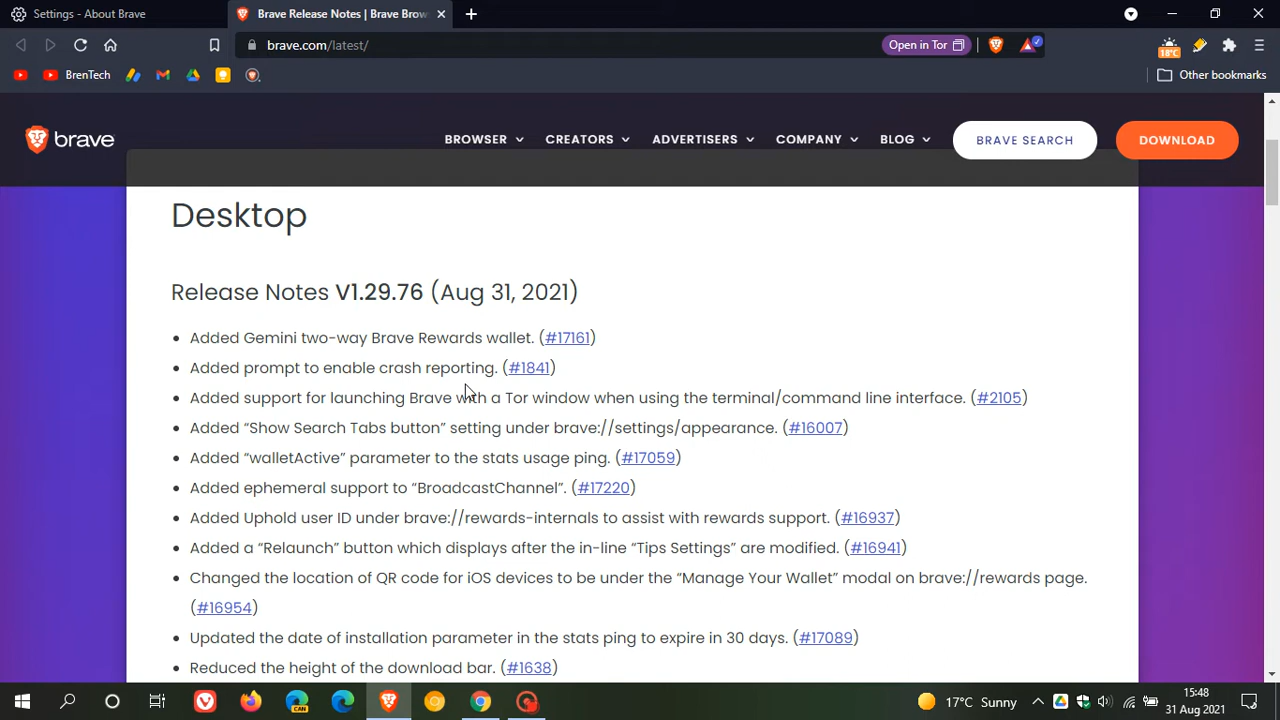 Settings - About Brave
Brave Release Notes | Brave Brow
brave.com/latest/
Open in Tor
18°C
BrenTech
Other bookmarks
brave
BROWSER
CREATORS
ADVERTISERS
COMPANY
BLOG
BRAVE SEARCH
DOWNLOAD
Desktop
Release Notes V1.29.76 (Aug 31, 2021)
• Added Gemini two-way Brave Rewards wallet. (#17161)
• Added prompt to enable crash reporting. (#1841)
• Added support for launching Brave with a Tor window when using the terminal/command line interface. (#2105)
• Added “Show Search Tabs button” setting under brave://settings/appearance. (#16007)
• Added “walletActive” parameter to the stats usage ping. (#17059)
• Added ephemeral support to “BroadcastChannel”. (#17220)
• Added Uphold user ID under brave://rewards-internals to assist with rewards support. (#16937)
• Added a “Relaunch” button which displays after the in-line “Tips Settings” are modified. (#16941)
• Changed the location of QR code for iOS devices to be under the “Manage Your Wallet” modal on brave://rewards page.
(#16954)
• Updated the date of installation parameter in the stats ping to expire in 30 days. (#17089)
• Reduced the height of the download bar. (#1638)
CAN
17°C Sunny
15:48
31 Aug 2021